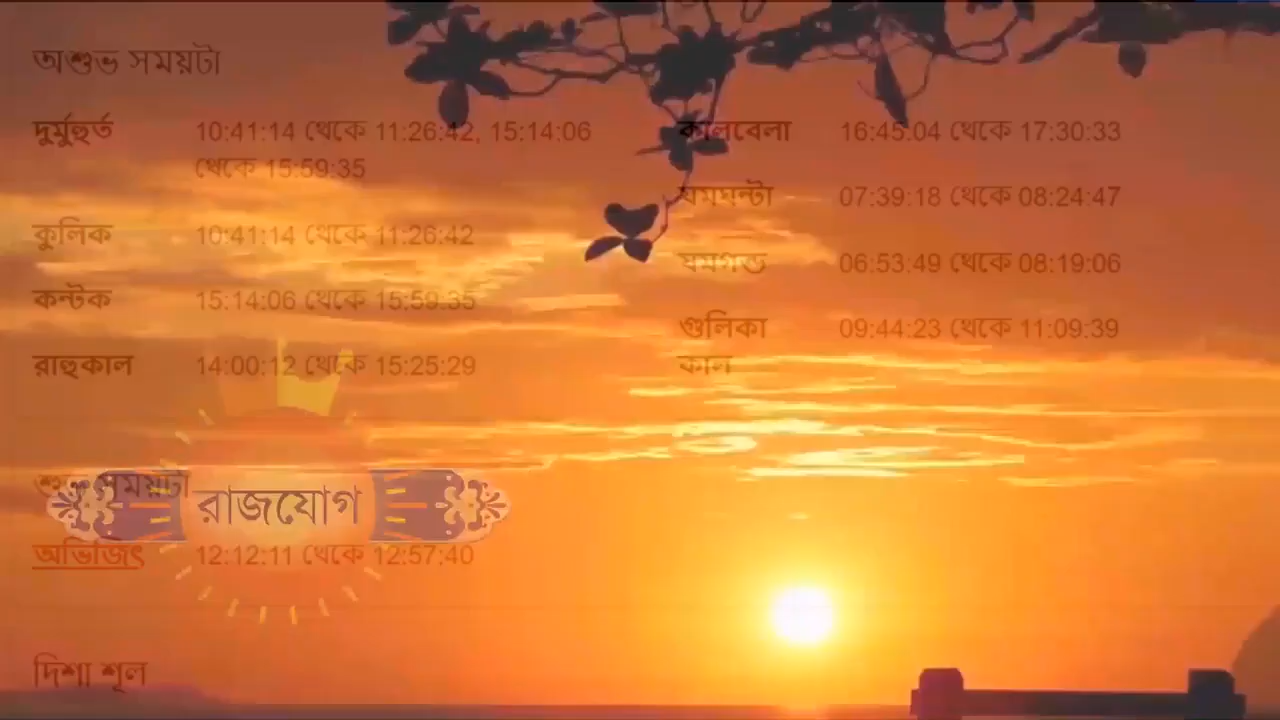 অশুভ সময়টা
দুর্মুহুর্ত 10:41:14 থেকে 11:26:42, 15:14:06
থেকে 15:59:35
কালবেলা 16:45:04 থেকে 17:30:33
যমঘন্টা 07:39:18 থেকে 08:24:47
কুলিক 10:41:14 থেকে 11:26:42
যমগন্ড 06:53:49 থেকে 08:19:06
কন্টক 15:14:06 থেকে 15:59:35
গুলিকা 09:44:23 থেকে 11:09:39
কাল
রাহুকাল 14:00:12 থেকে 15:25:29
সময়টা
রাজযোগ
অভিজিৎ 12:12:11 থেকে 12:57:40
দিশা শূল